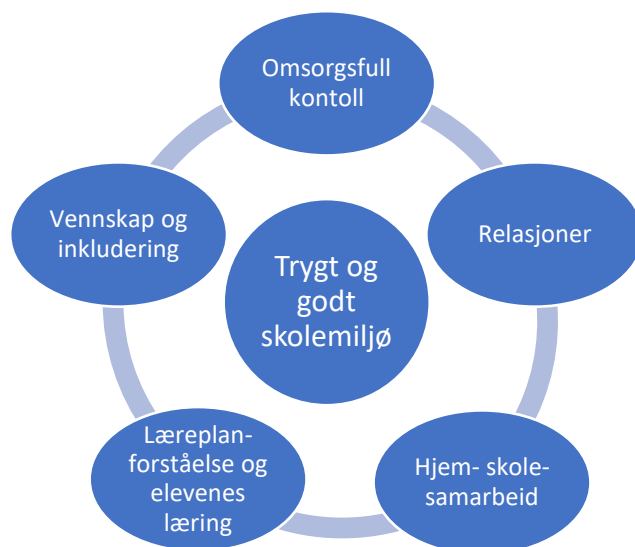 Omsorgsfull
kontoll
Vennskap og
inkludering
Relasjoner
Trygt og
godt
skolemiljø
Læreplan-
forståelse og
elevenes
læring
Hjem- skole-
samarbeid